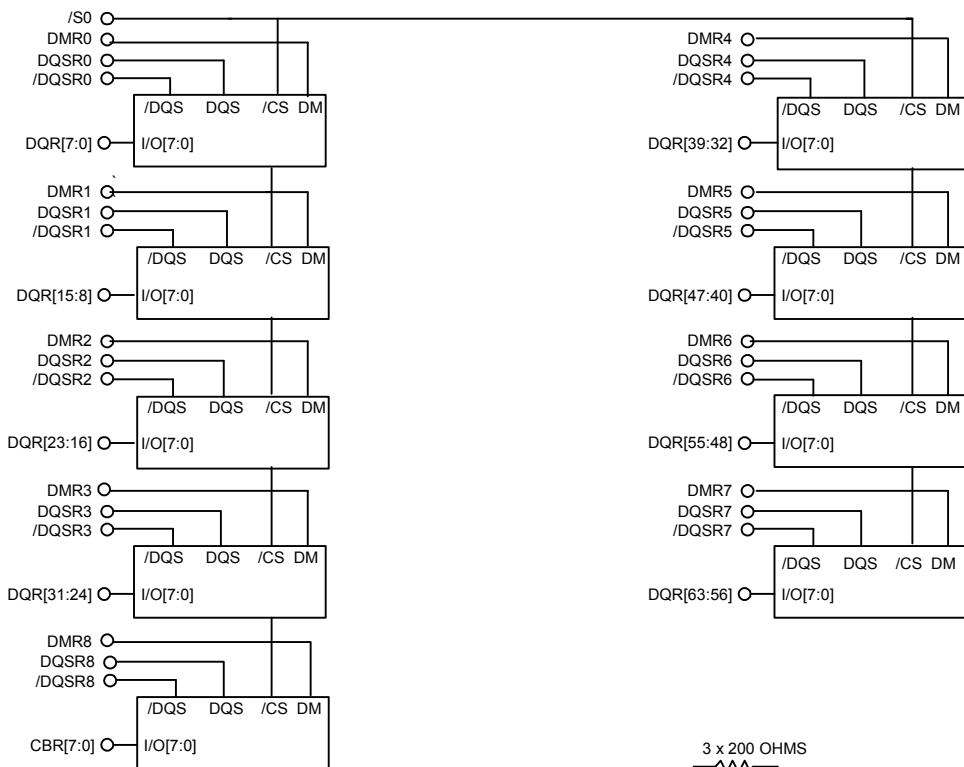 /S0
DMR0
DQSR0
/DQSR0
/DQS DQS /CS DM
DQR[7:0] I/O[7:0]
DMR1
DQSR1
/DQSR1
/DQS DQS /CS DM
DQR[15:8] I/O[7:0]
DMR2
DQSR2
/DQSR2
/DQS DQS /CS DM
DQR[23:16] I/O[7:0]
DMR3
DQSR3
/DQSR3
/DQS DQS /CS DM
DQR[31:24] I/O[7:0]
DMR8
DQSR8
/DQSR8
/DQS DQS /CS DM
CBR[7:0] I/O[7:0]
DMR4
DQSR4
/DQSR4
/DQS DQS /CS DM
DQR[39:32] I/O[7:0]
DMR5
DQSR5
/DQSR5
/DQS DQS /CS DM
DQR[47:40] I/O[7:0]
DMR6
DQSR6
/DQSR6
/DQS DQS /CS DM
DQR[55:48] I/O[7:0]
DMR7
DQSR7
/DQSR7
/DQS DQS /CS DM
DQR[63:56] I/O[7:0]
3 x 200 OHMS